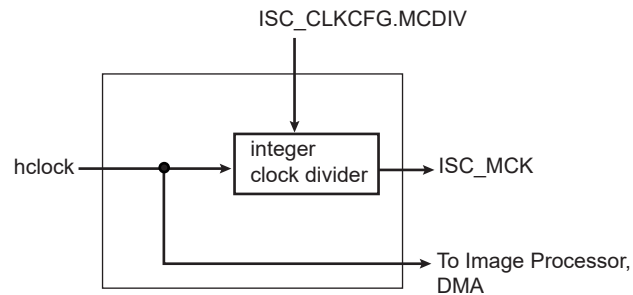 ISC_CLKCFG.MCDIV
integer
clock divider
hclock
ISC_MCK
To Image Processor,
DMA